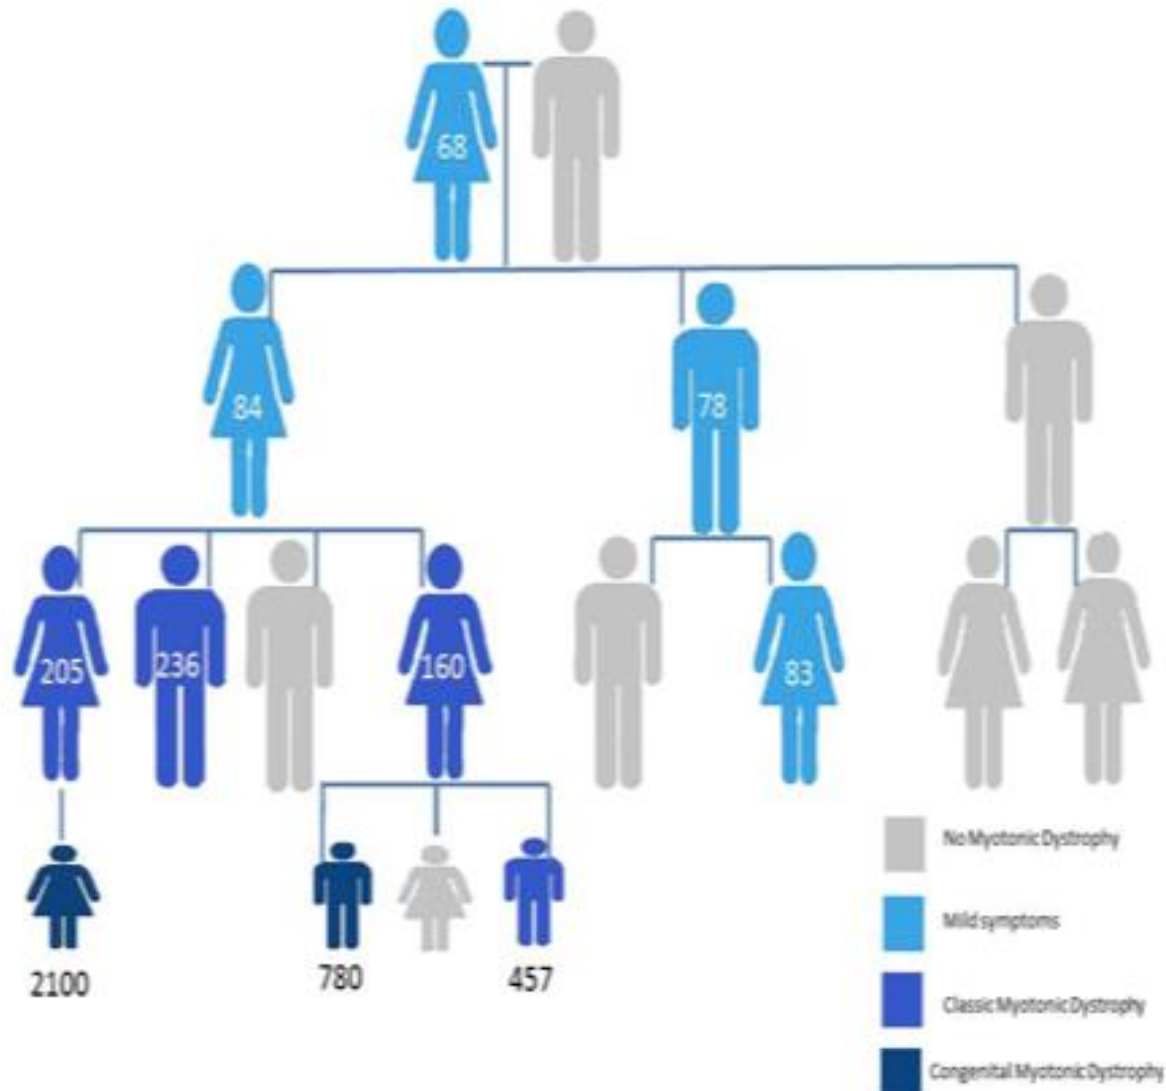 68
84
78
205
236
160
83
2100
780
457
No Myotonic Dystrophy
Mild symptoms
Classic Myotonic Dystrophy
Congenital Myotonic Dystrophy